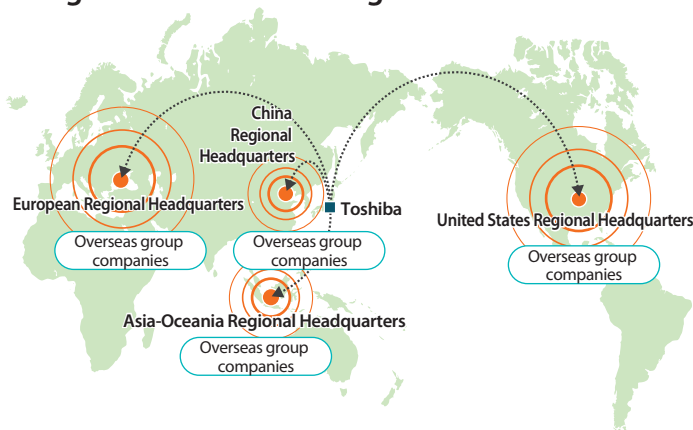 China
Regional
Headquarters
European Regional Headquarters
Toshiba
United States Regional Headquarters
Overseas group
companies
Overseas group
companies
Overseas group
companies
Asia-Oceania Regional Headquarters
Overseas group
companies